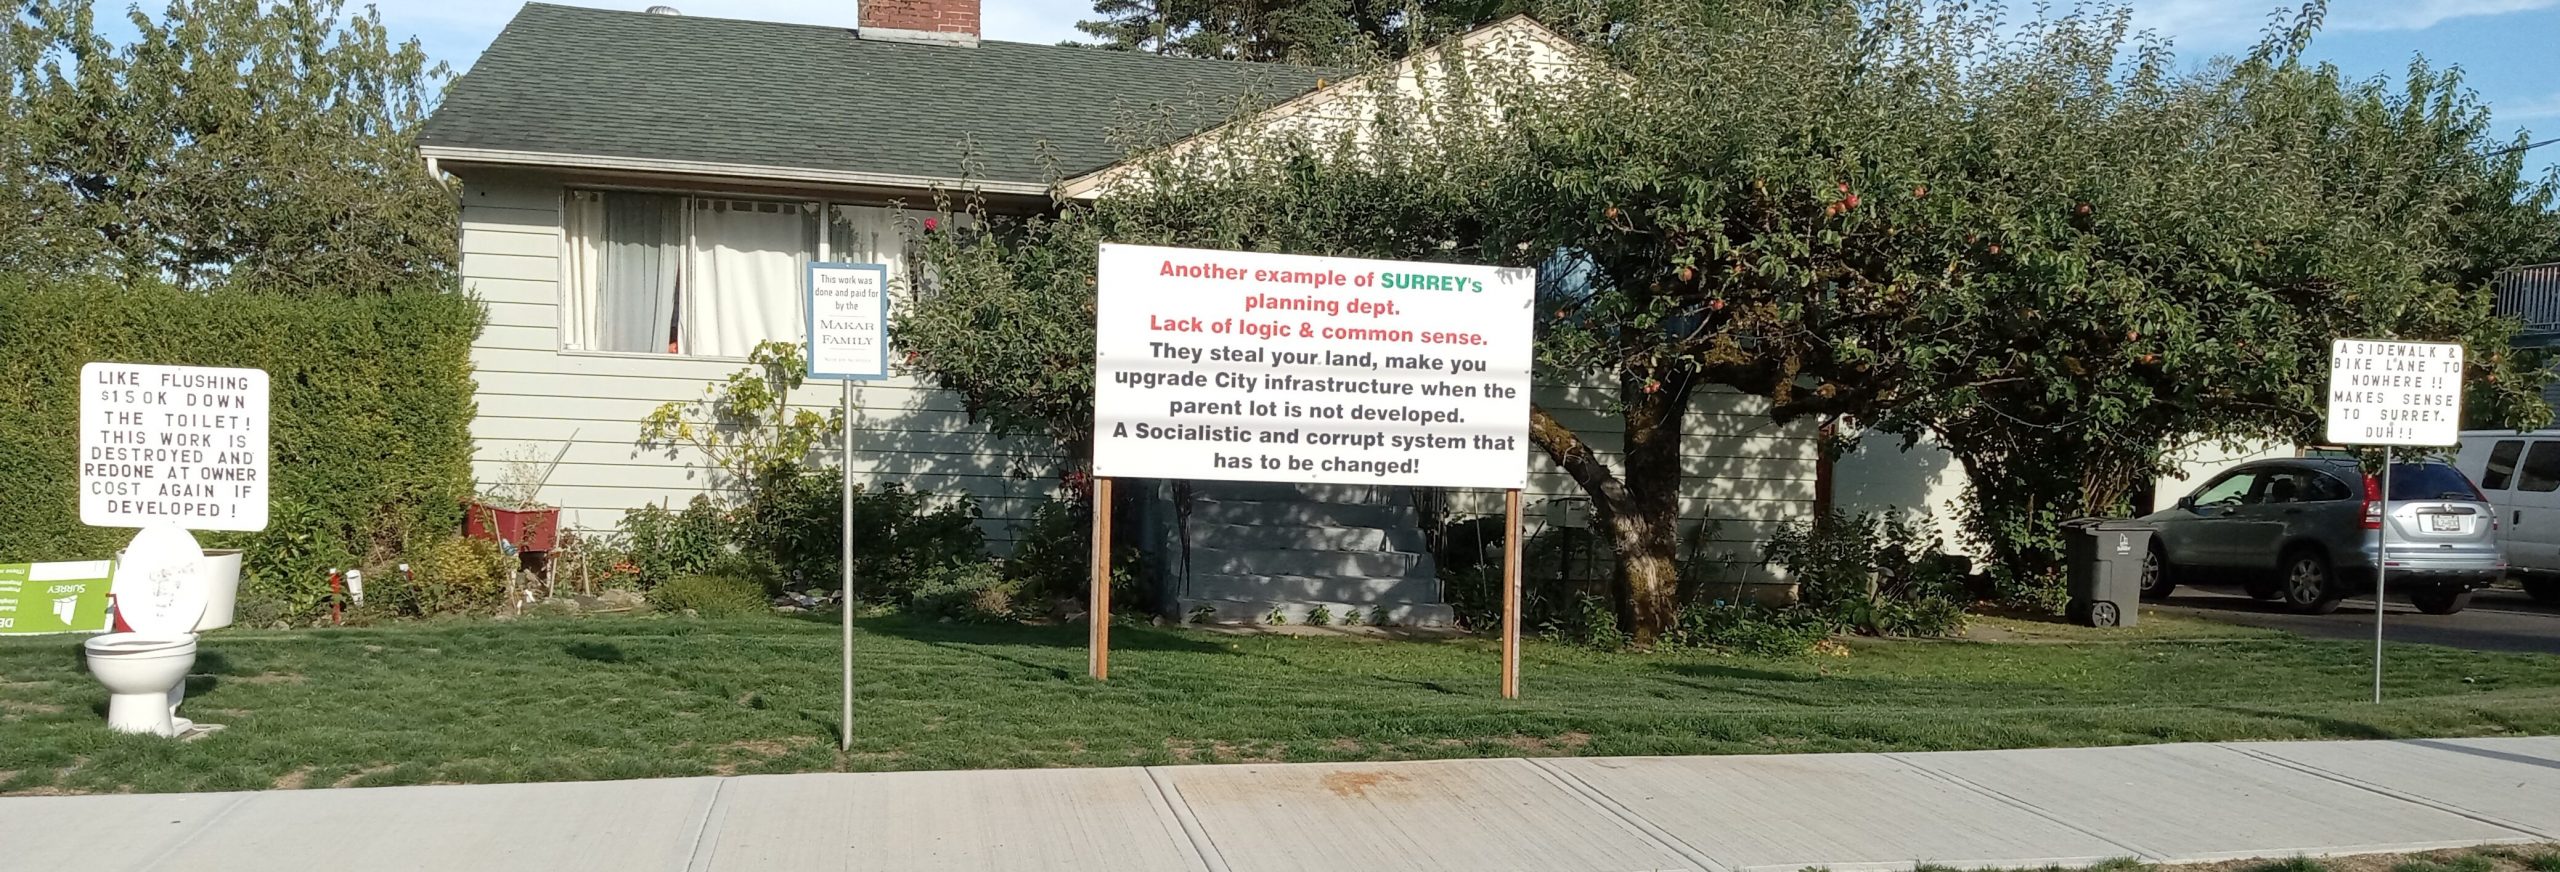 LIKE FLUSHING
$150K DOWN
THE TOILET!
THIS WORK IS
DESTROYED AND
REDONE AT OWNER
COST AGAIN IF
DEVELOPED!
SURREY
This work was
done and paid for
by the
MAKAR
FAMILY
Another example of SURREY's
planning dept.
Lack of logic & common sense.
They steal your land, make you
upgrade City infrastructure when the
parent lot is not developed.
A Socialistic and corrupt system that
has to be changed!
A SIDEWALK &
BIKE LANE TO
NOWHERE!!
MAKES SENSE
TO SURREY.
DUH!!